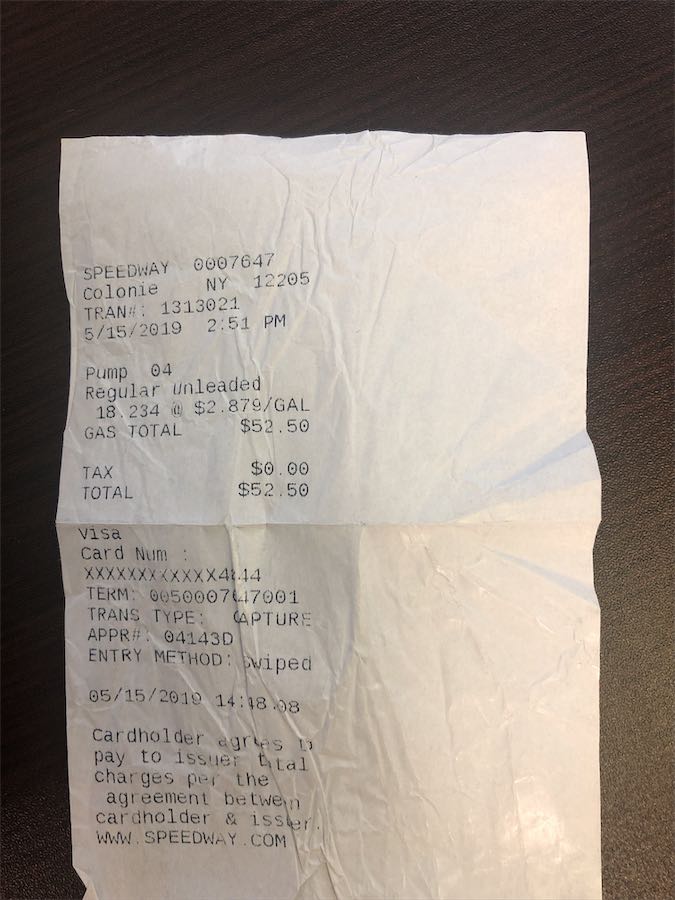 SPEEDWAY 0007647
Colonie NY 12205
TRAN#: 1313021
5/15/2019 2:51 PM
Pump 04
Regular Unleaded
18.234 @ $2.879/GAL
GAS TOTAL $52.50
TAX $0.00
TOTAL $52.50
Visa
Card Num :
XXXXXXXXXXXX4444
TERM: 0050007647001
TRANS TYPE: CAPTURE
APPR#: 04143D
ENTRY METHOD: Swiped
05/15/2019 14:48:08
Cardholder agrees to
pay to issuer total
charges per the
agreement between
cardholder & issuer.
WWW.SPEEDWAY.COM